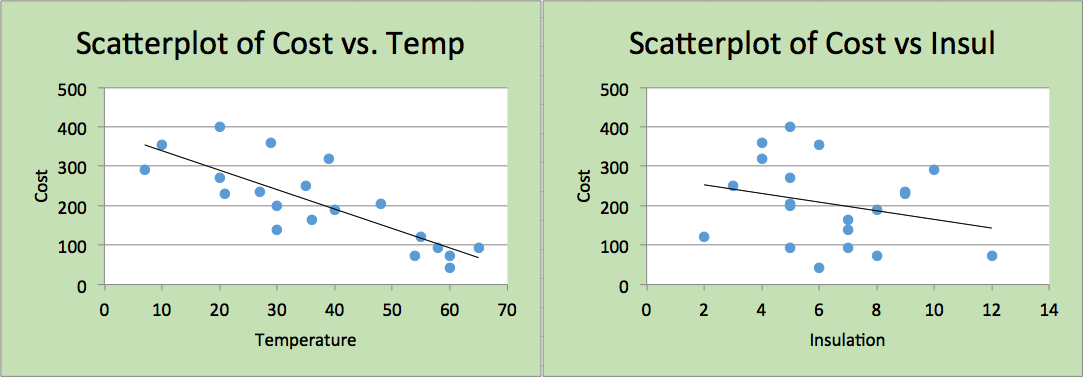 Scatterplot of Cost vs. Temp
500
400
300
200
100
0
Cost
0 10 20 30 40 50 60 70
Temperature
Scatterplot of Cost vs Insul
500
400
300
200
100
0
Cost
0 2 4 6 8 10 12 14
Insulation